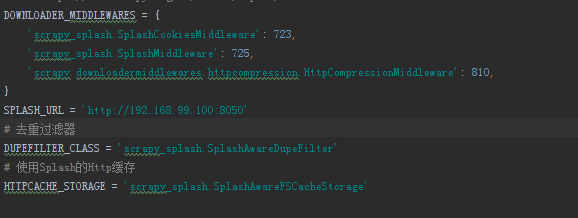 DOWNLOADER_MIDDLEWARES = {
    'scrapy_splash.SplashCookiesMiddleware': 723,
    'scrapy_splash.SplashMiddleware': 725,
    'scrapy.downloadermiddlewares.httpcompression.HttpCompressionMiddleware': 810,
}
SPLASH_URL = 'http://192.168.99.100:8050'
# 去重过滤器
DUPEFILTER_CLASS = 'scrapy_splash.SplashAwareDupeFilter'
# 使用Splash的Http缓存
HTTPCACHE_STORAGE = 'scrapy_splash.SplashAwareFSCacheStorage'